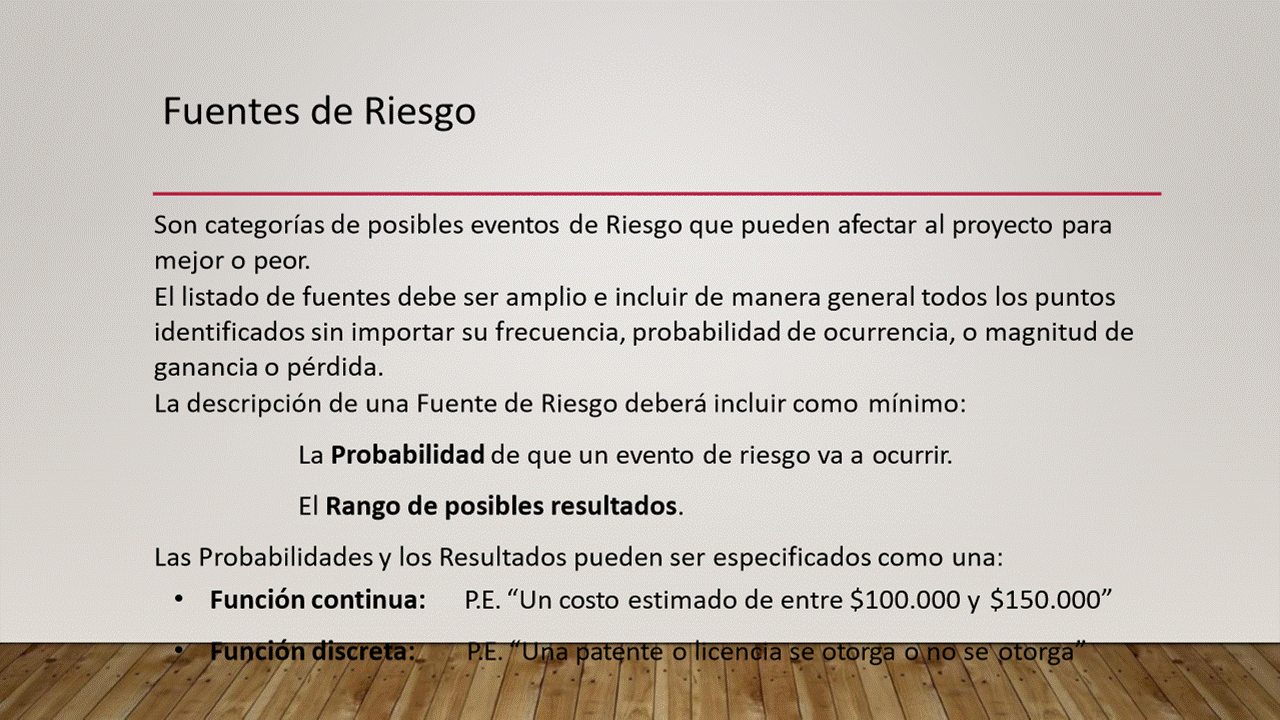 Fuentes de Riesgo
Son categorías de posibles eventos de Riesgo que pueden afectar al proyecto para
mejor o peor.
El listado de fuentes debe ser amplio e incluir de manera general todos los puntos
identificados sin importar su frecuencia, probabilidad de ocurrencia, o magnitud de
ganancia o pérdida.
La descripción de una Fuente de Riesgo deberá incluir como mínimo:
La Probabilidad de que un evento de riesgo va a ocurrir.
El Rango de posibles resultados.
Las Probabilidades y los Resultados pueden ser especificados como una:
• Función continua: P.E. “Un costo estimado de entre $100.000 y $150.000”
• Función discreta: P.E. “Una patente o licencia se otorga o no se otorga”